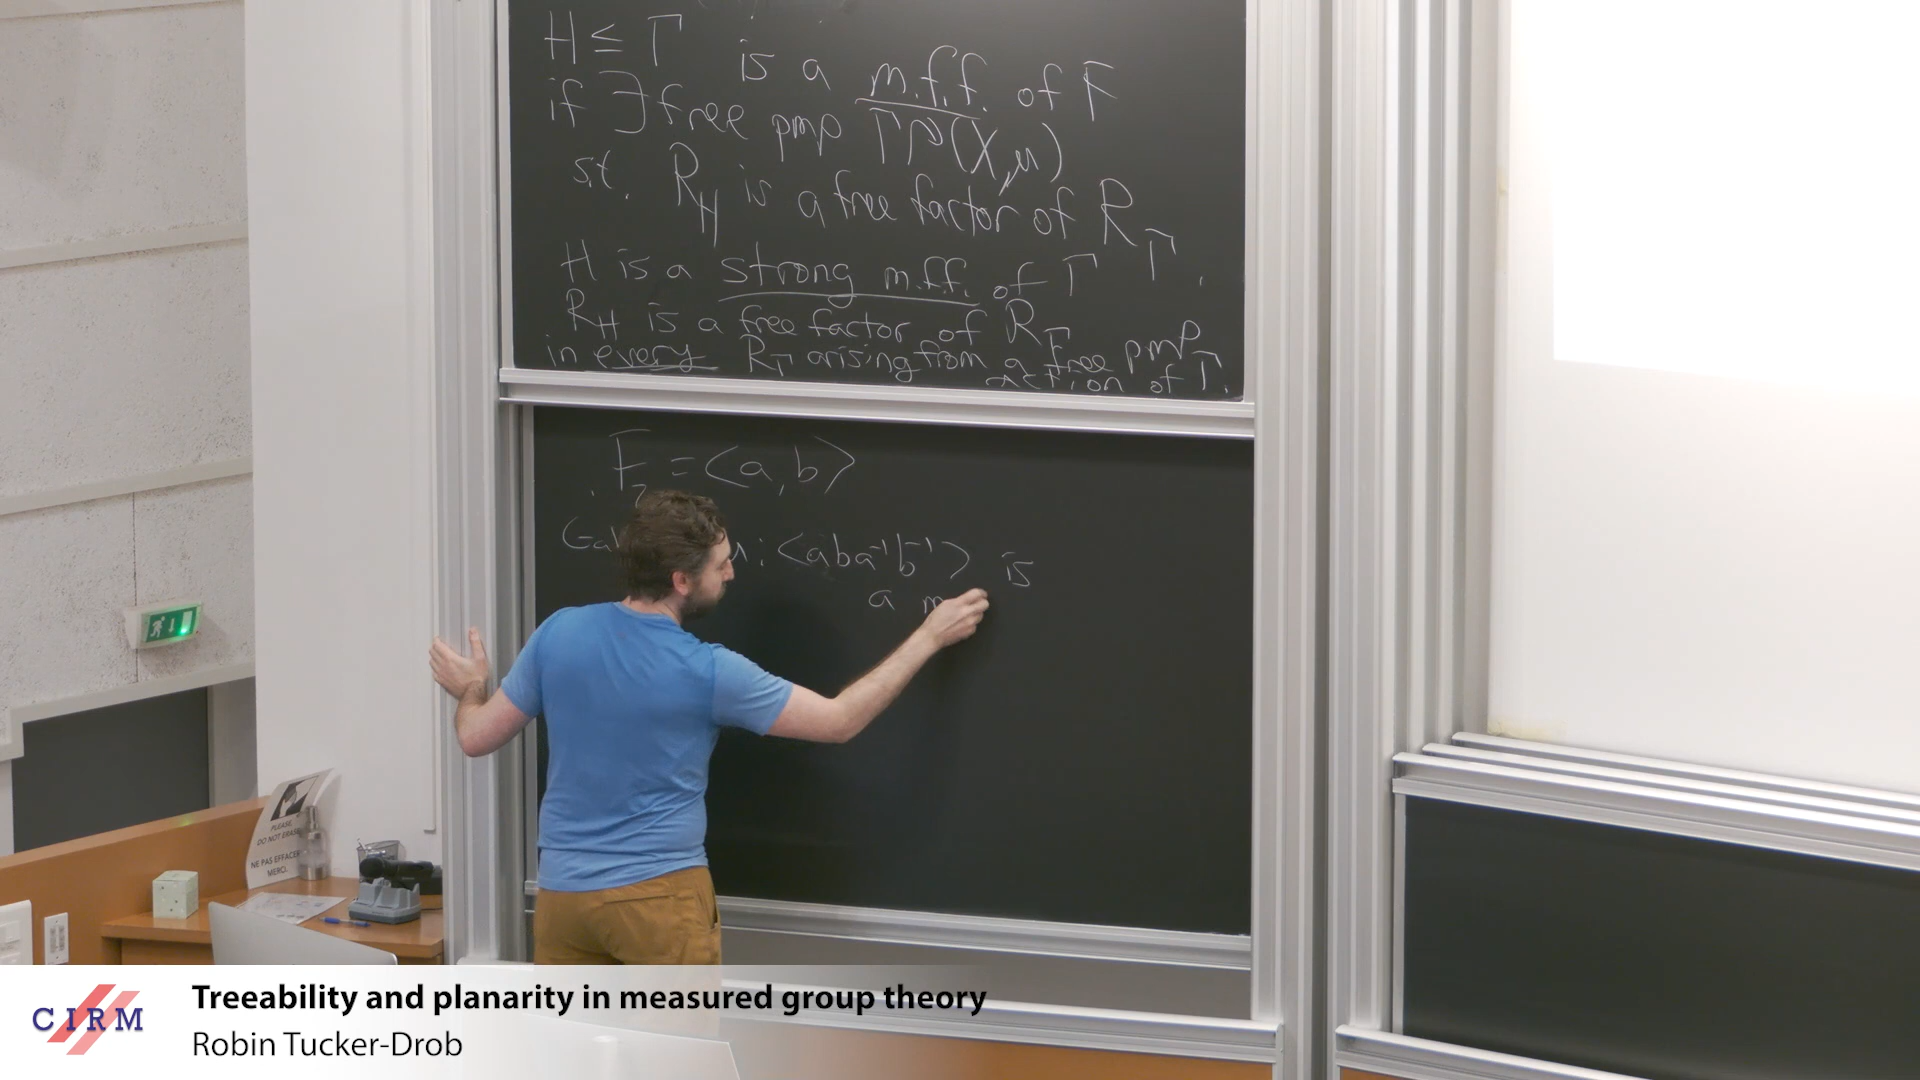 H ≤ Γ is a m.f.f. of F
if ∃ free pmp Γ↷(X,μ)
s.t. R_H is a free factor of R_Γ.
H is a strong m.f.f. of Γ
R_H is a free factor of R_Γ
in every R_Γ arising from a free pmp
action of Γ.
F_2 = <a,b>
: <aba⁻¹b⁻¹> is
a m
PLEASE
DO NOT ERASE
NE PAS EFFACER
MERCI.
CIRM
Treeability and planarity in measured group theory
Robin Tucker-Drob